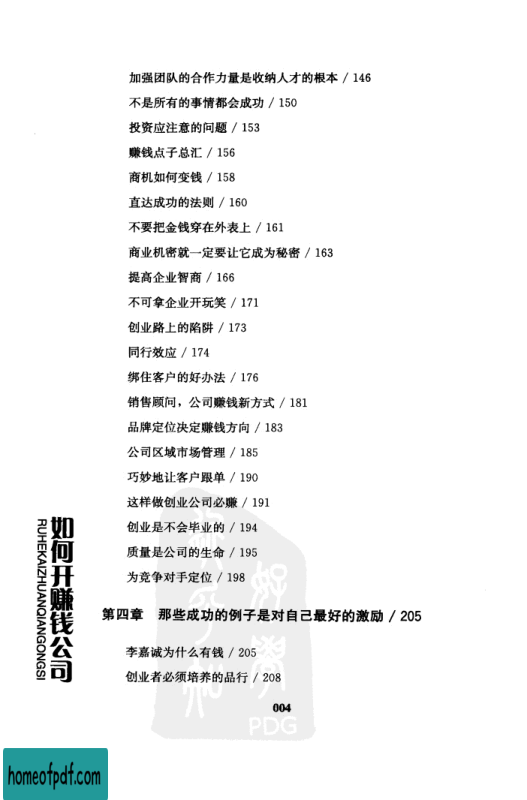 加强团队的合作力量是收纳人才的根本 / 146
不是所有的事情都会成功 / 150
投资应注意的问题 / 153
赚钱点子总汇 / 156
商机如何变钱 / 158
直达成功的法则 / 160
不要把金钱穿在外表上 / 161
商业机密就一定要让它成为秘密 / 163
提高企业智商 / 166
不可拿企业开玩笑 / 171
创业路上的陷阱 / 173
同行效应 / 174
绑住客户的好办法 / 176
销售顾问，公司赚钱新方式 / 181
品牌定位决定赚钱方向 / 183
公司区域市场管理 / 185
巧妙地让客户跟单 / 190
这样做创业公司必赚 / 191
创业是不会毕业的 / 194
质量是公司的生命 / 195
为竞争对手定位 / 198
第四章 那些成功的例子是对自己最好的激励 / 205
李嘉诚为什么有钱 / 205
创业者必须培养的品行 / 208
如何开赚钱公司
RUHEKAIZHUANQIANGONGSI
004
PDG
homeofpdf.com